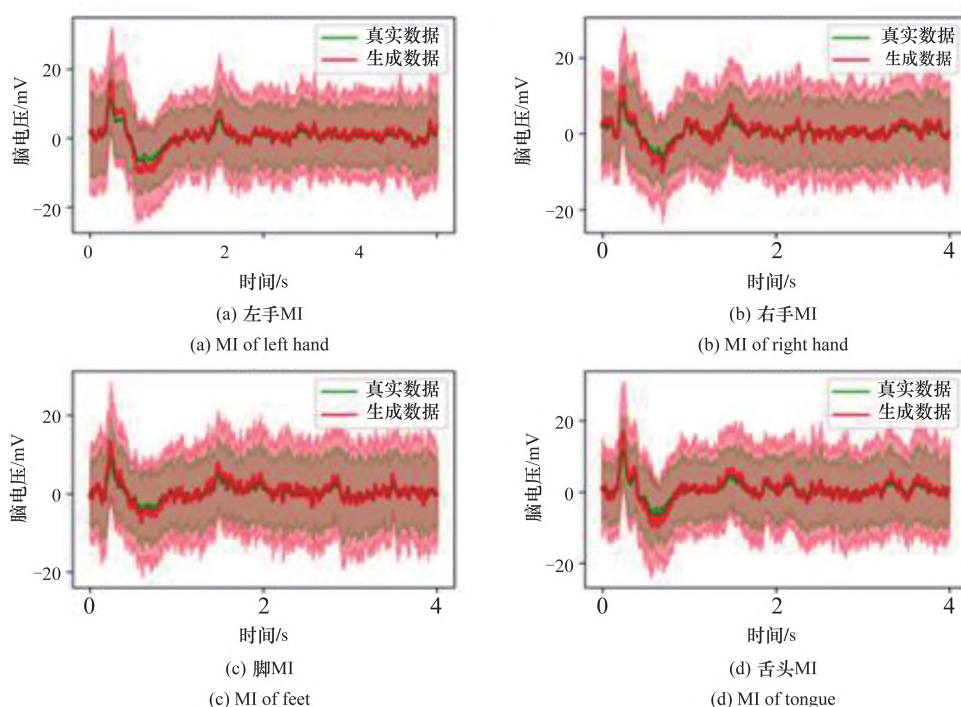 真实数据
生成数据
脑电压/mV
20
0
−20
0
2
4
时间/s
(a) 左手MI
(a) MI of left hand
真实数据
生成数据
脑电压/mV
20
0
−20
0
2
4
时间/s
(b) 右手MI
(b) MI of right hand
真实数据
生成数据
脑电压/mV
20
0
−20
0
2
4
时间/s
(c) 脚MI
(c) MI of feet
真实数据
生成数据
脑电压/mV
20
0
−20
0
2
4
时间/s
(d) 舌头MI
(d) MI of tongue